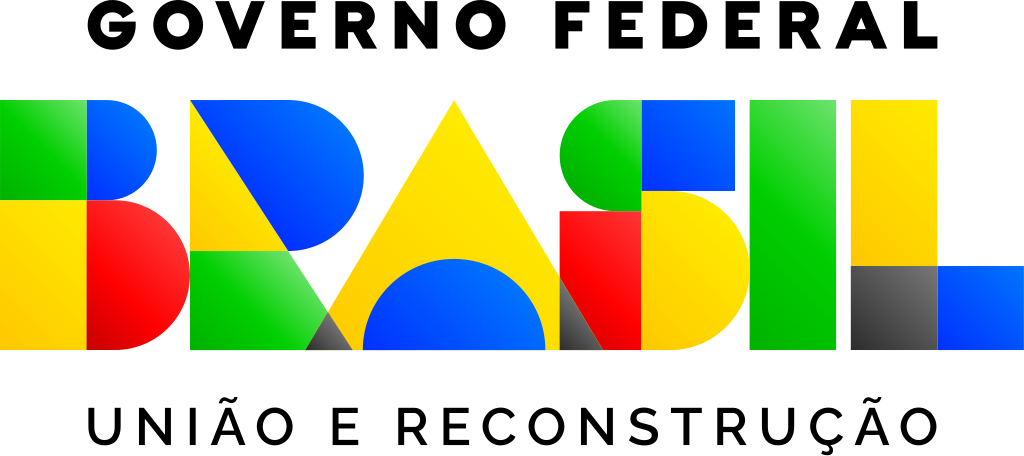 GOVERNO FEDERAL
BRASIL
UNIÃO E RECONSTRUÇÃO